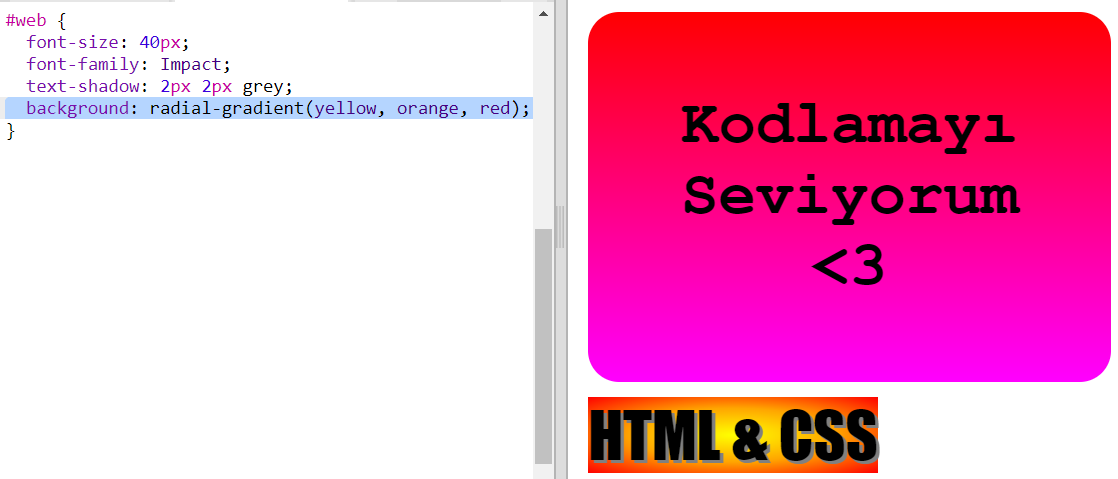 #web {
font-size: 40px;
font-family: Impact;
text-shadow: 2px 2px grey;
background: radial-gradient(yellow, orange, red);
}
Kodlamayı
Seviyorum
<3
HTML & CSS